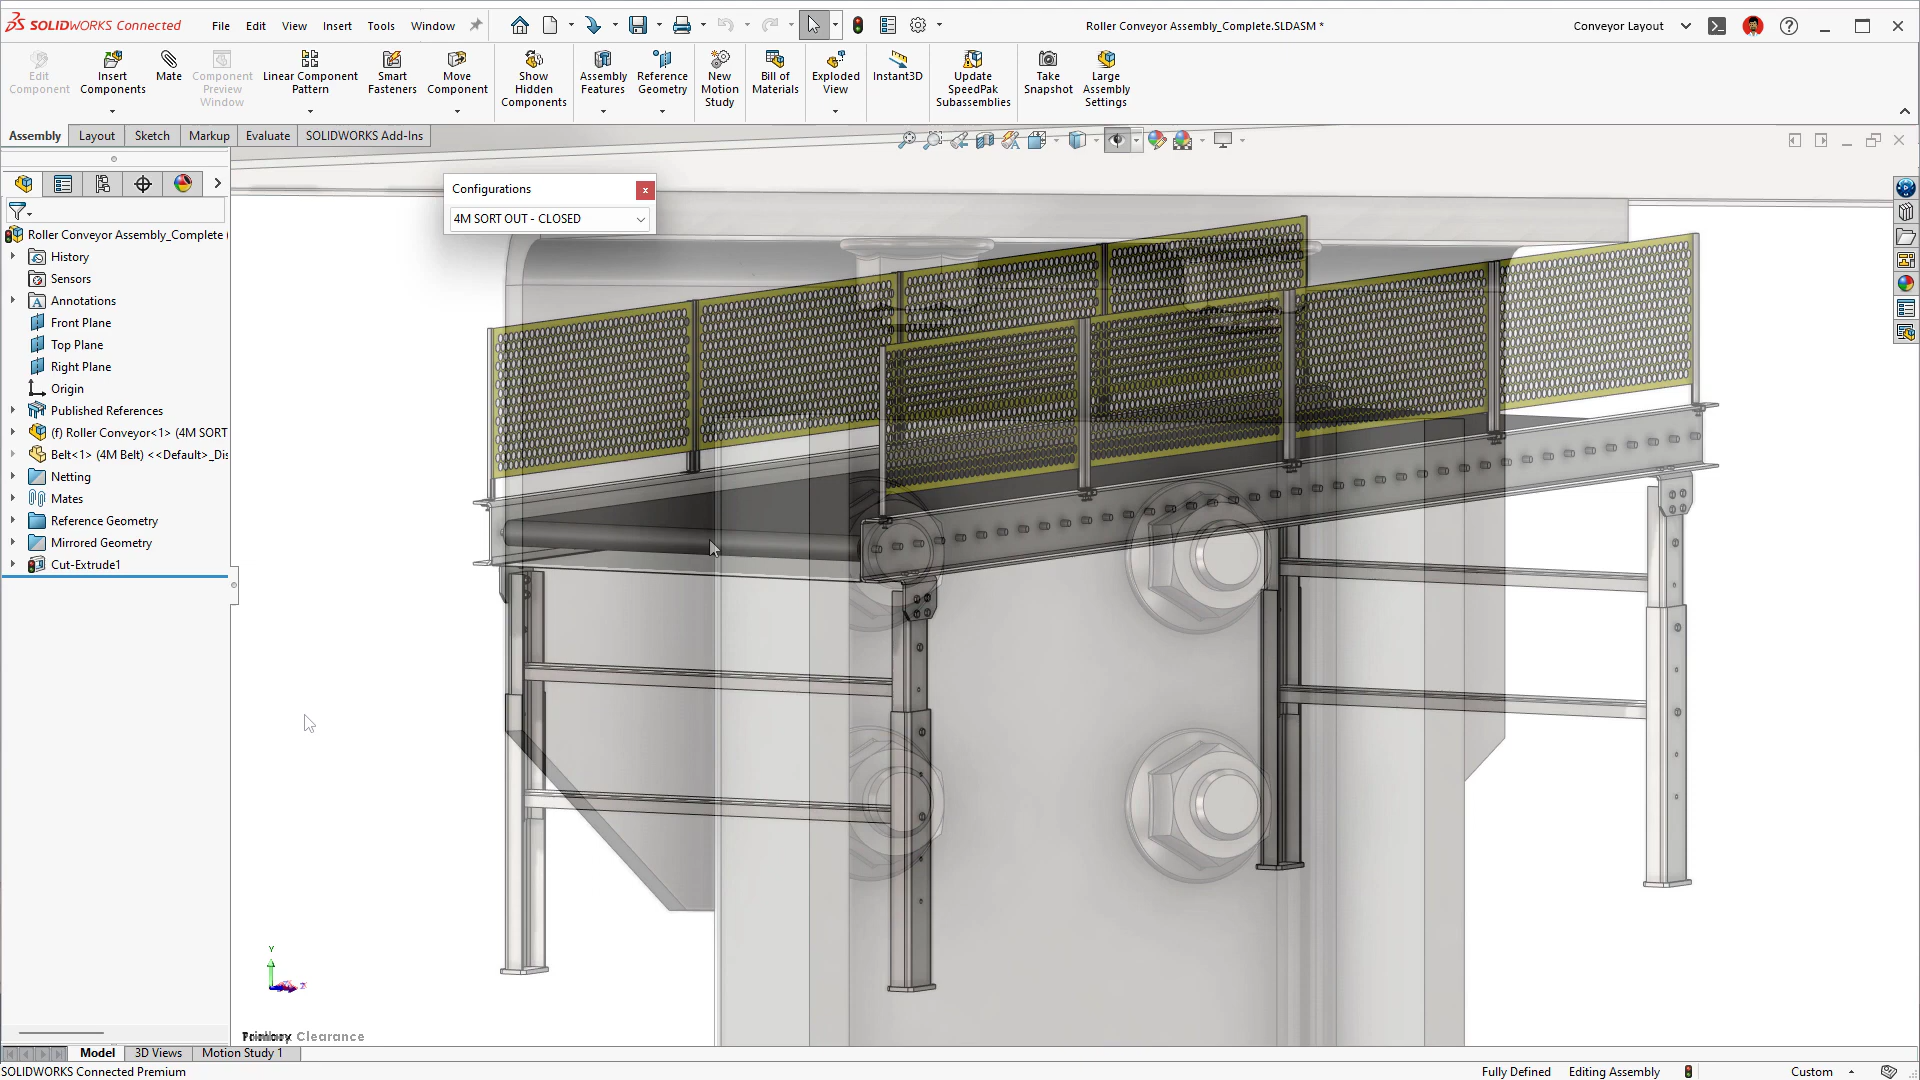 SOLIDWORKS Connected
File Edit View Insert Tools Window
Roller Conveyor Assembly_Complete.SLDASM *
Conveyor Layout
Edit Component
Insert Components
Mate
Component Preview Window
Linear Component Pattern
Smart Fasteners
Move Component
Show Hidden Components
Assembly Features
Reference Geometry
New Motion Study
Bill of Materials
Exploded View
Instant3D
Update SpeedPak Subassemblies
Take Snapshot
Large Assembly Settings
Assembly Layout Sketch Markup Evaluate SOLIDWORKS Add-Ins
Configurations
4M SORT OUT - CLOSED
Roller Conveyor Assembly_Complete (
History
Sensors
Annotations
Front Plane
Top Plane
Right Plane
Origin
Published References
(f) Roller Conveyor<1> (4M SORT
Belt<1> (4M Belt) <<Default>_Dis
Netting
Mates
Reference Geometry
Mirrored Geometry
Cut-Extrude1
Y
Z
Clearance
Model 3D Views Motion Study 1
SOLIDWORKS Connected Premium
Fully Defined Editing Assembly Custom